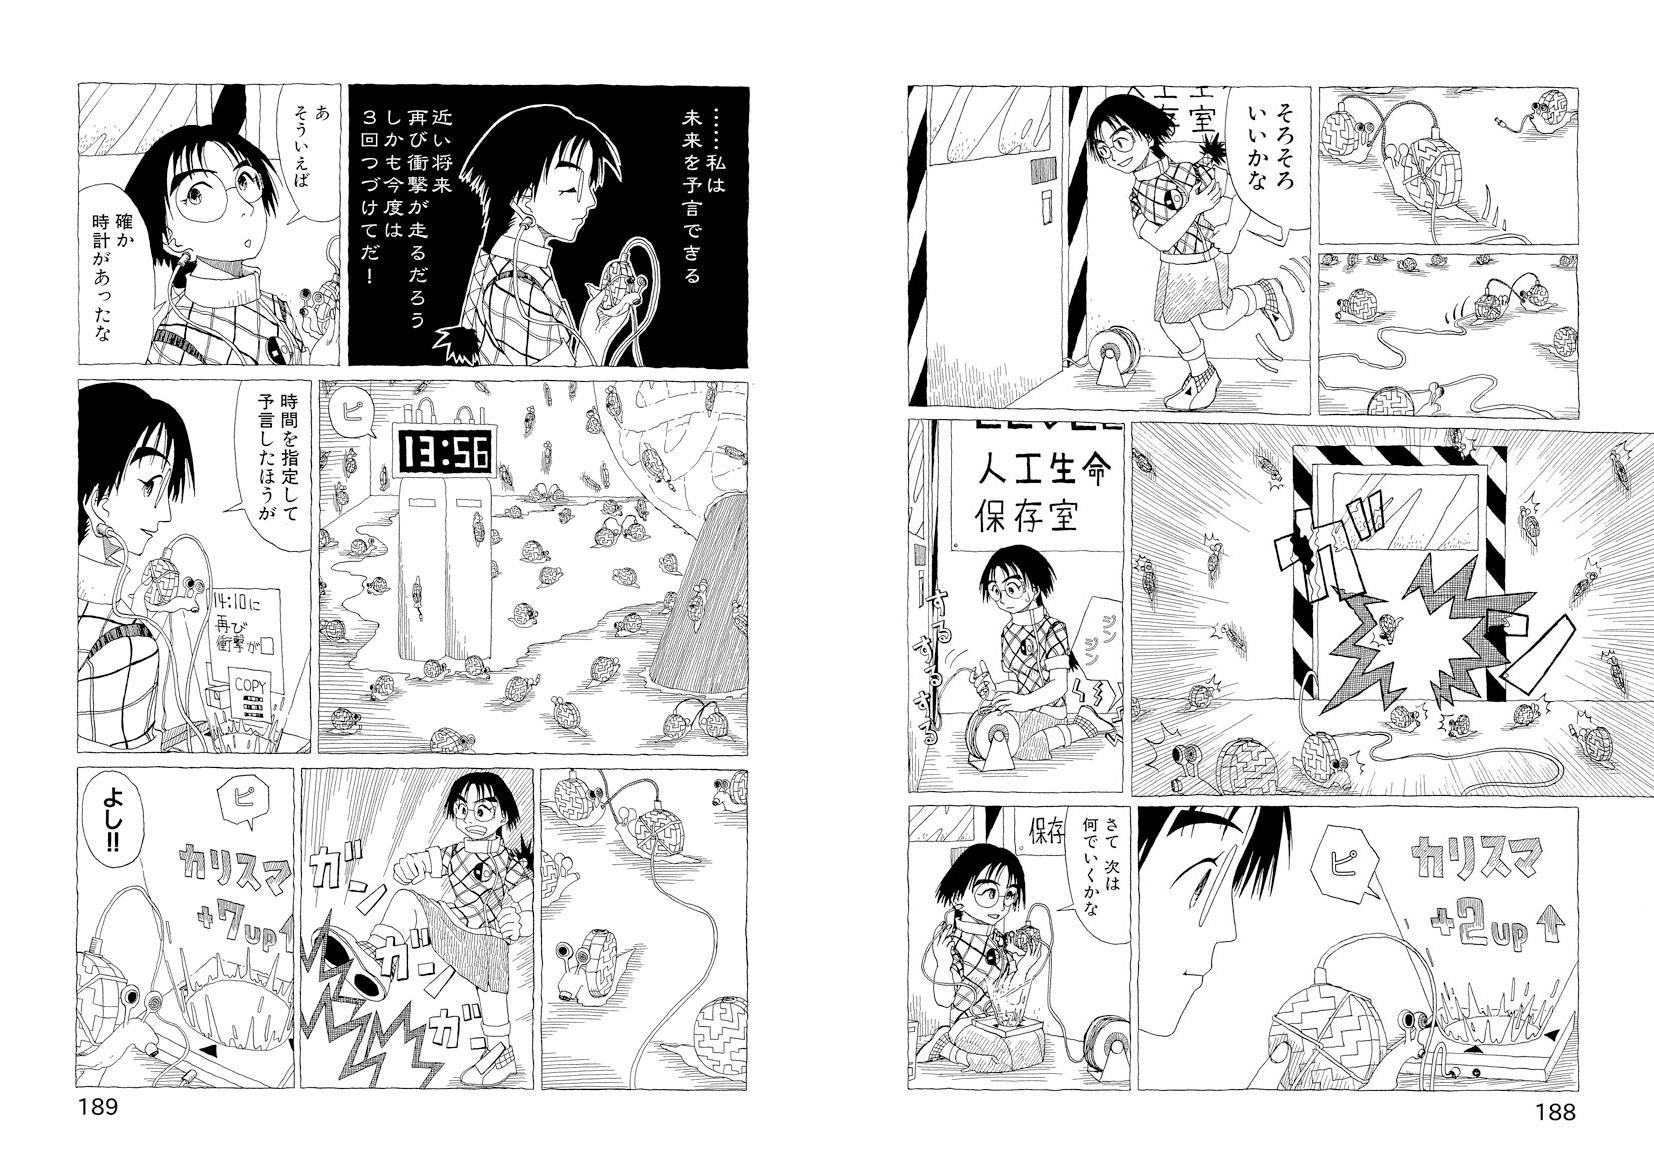 そろそろ
いいかな
人工生命
保存室
ジン
ジン
するするする
ピ
カリスマ
+2up↑
さて 次は
何でいくかな
保存
188
……私は
未来を予言できる
近い将来
再び衝撃が走るだろう
しかも今度は
3回つづけてだ！
あ
そういえば
確か
時計があったな
ピ
13:56
時間を指定して
予言したほうが
14:10に
再び
衝撃が
COPY
ガン
ガン
ガン
ピ
カリスマ
+7up↑
よし!!
189